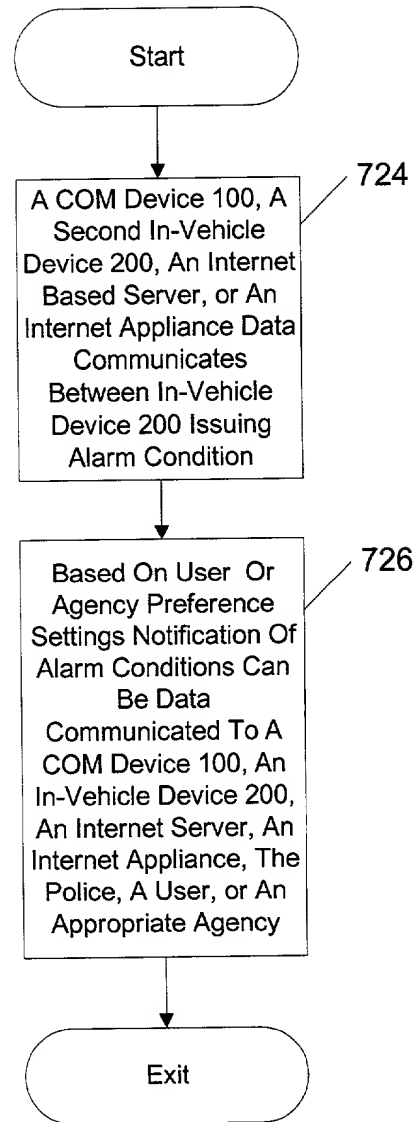 Start
724
A COM Device 100, A
Second In-Vehicle
Device 200, An Internet
Based Server, or An
Internet Appliance Data
Communicates
Between In-Vehicle
Device 200 Issuing
Alarm Condition
726
Based On User Or
Agency Preference
Settings Notification Of
Alarm Conditions Can
Be Data
Communicated To A
COM Device 100, An
In-Vehicle Device 200,
An Internet Server, An
Internet Appliance, The
Police, A User, or An
Appropriate Agency
Exit